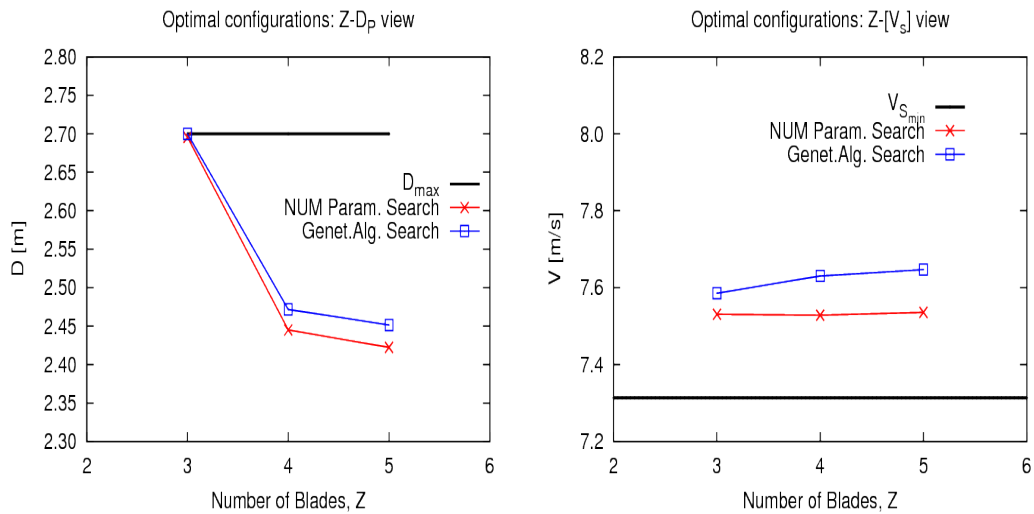 Optimal configurations: Z-D_P view
2.80
2.75
2.70
2.65
2.60
2.55
2.50
2.45
2.40
2.35
2.30
D [m]
D_max
NUM Param. Search
Genet.Alg. Search
2 3 4 5 6
Number of Blades, Z
Optimal configurations: Z-[V_s] view
8.2
8.0
7.8
7.6
7.4
7.2
V [m/s]
V_S_min
NUM Param. Search
Genet.Alg. Search
2 3 4 5 6
Number of Blades, Z